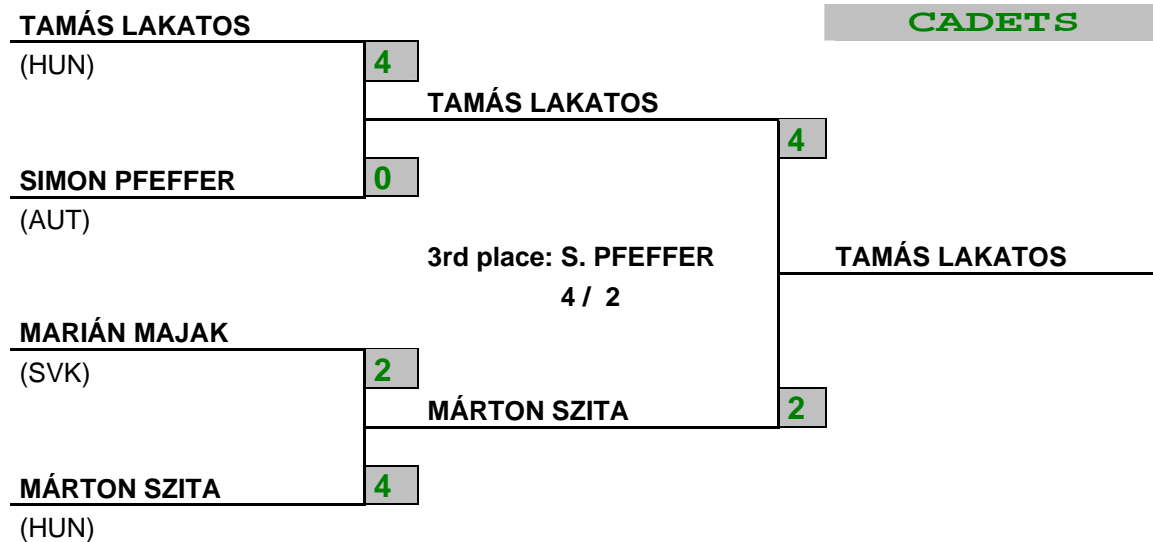 TAMÁS LAKATOS
CADETS
(HUN)
4
TAMÁS LAKATOS
4
SIMON PFEFFER
0
(AUT)
3rd place: S. PFEFFER
TAMÁS LAKATOS
4 / 2
MARIÁN MAJAK
(SVK)
2
MÁRTON SZITA
2
MÁRTON SZITA
4
(HUN)